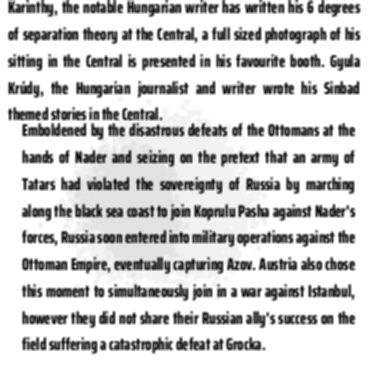 Karinthy, the notable Hungarian writer has written his 6 degrees
of separation theory at the Central, a full sized photograph of his
sitting in the Central is presented in his favourite booth. Gyula
Krúdy, the Hungarian journalist and writer wrote his Sinbad
themed stories in the Central.
Emboldened by the disastrous defeats of the Ottomans at the
hands of Nader and seizing on the pretext that an army of
Tatars had violated the sovereignty of Russia by marching
along the black sea coast to join Koprulu Pasha against Nader's
forces, Russia soon entered into military operations against the
Ottoman Empire, eventually capturing Azov. Austria also chose
this moment to simultaneously join in a war against Istanbul,
however they did not share their Russian ally's success on the
field suffering a catastrophic defeat at Grocka.